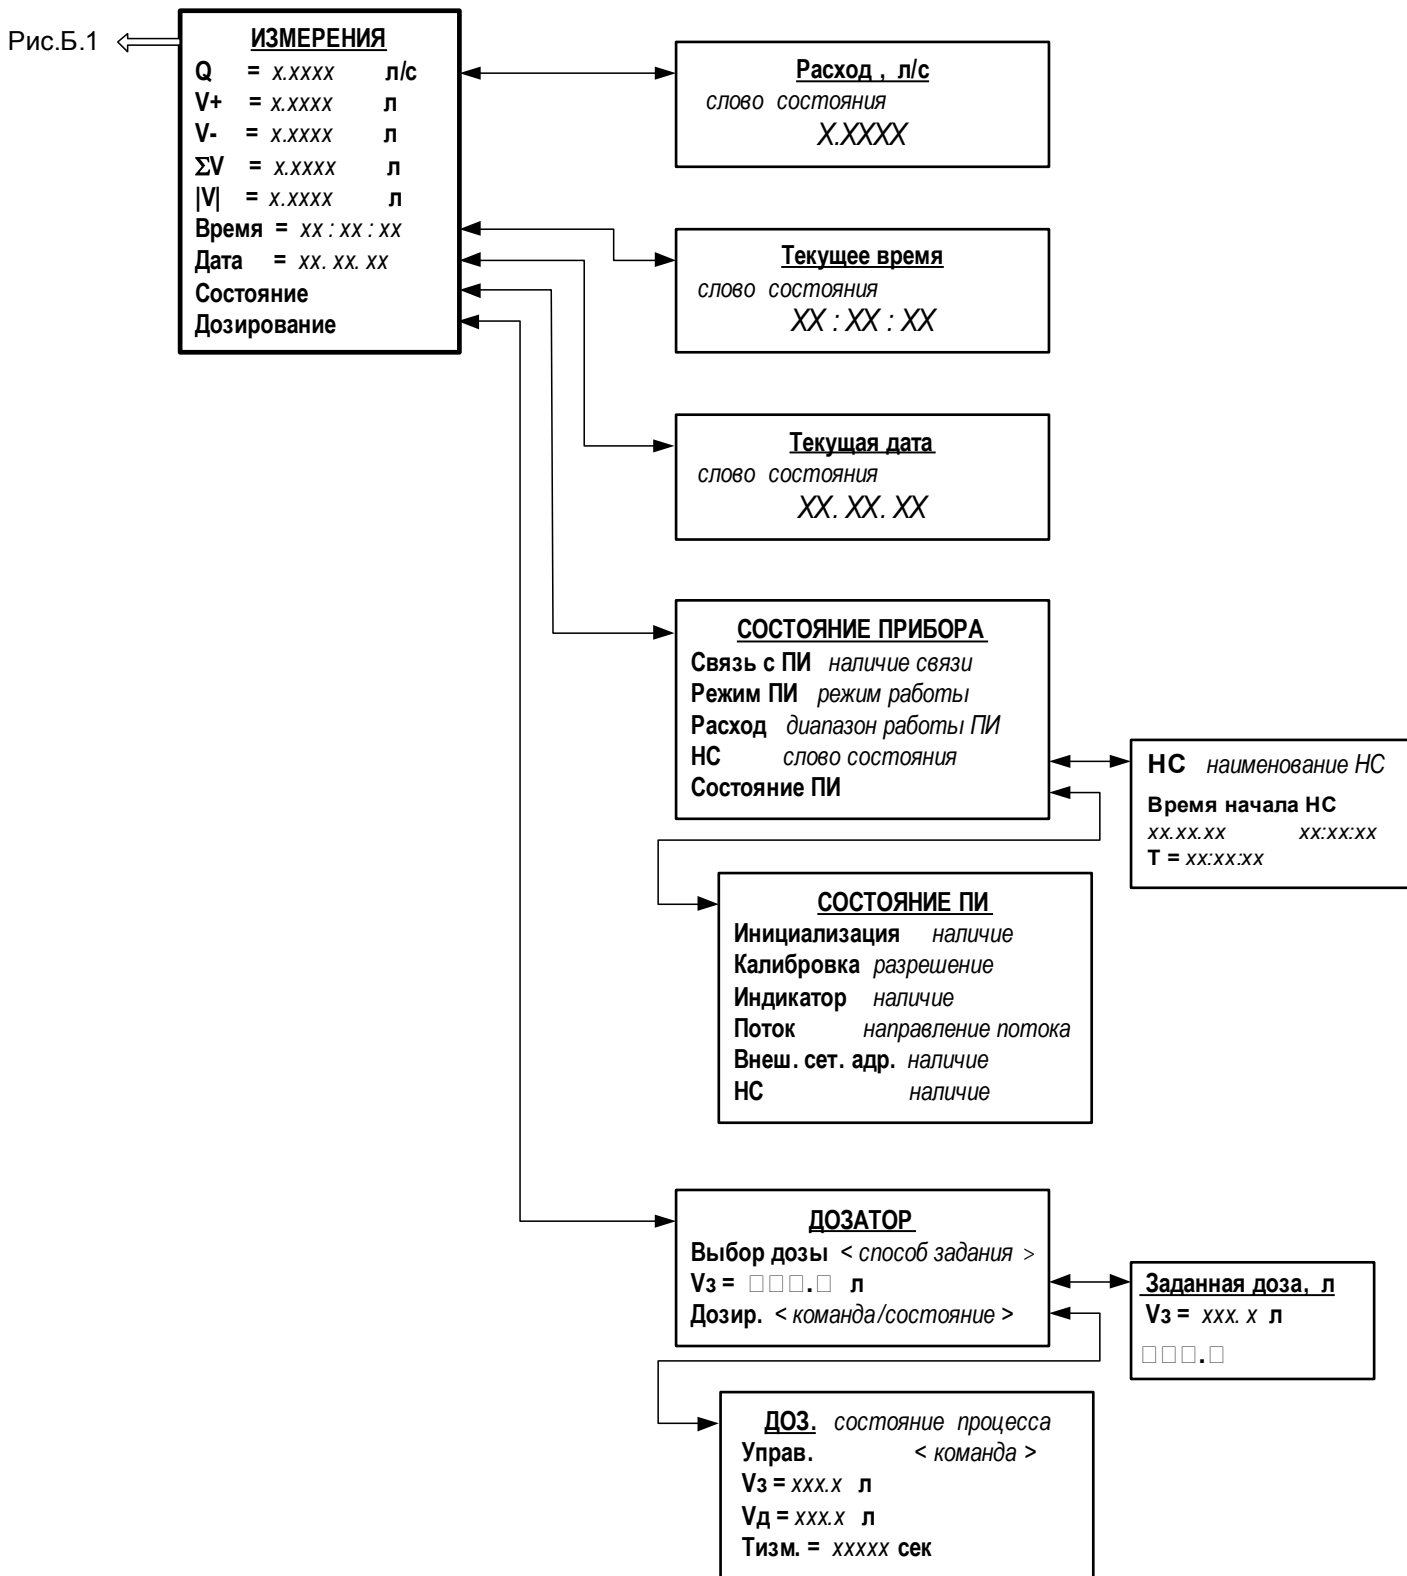 Рис.Б.1
ИЗМЕРЕНИЯ
Q = x.xxxx л/с
V+ = x.xxxx л
V- = x.xxxx л
ΣV = x.xxxx л
|V| = x.xxxx л
Время = xx : xx : xx
Дата = xx. xx. xx
Состояние
Дозирование
Расход , л/с
слово состояния
X.XXXX
Текущее время
слово состояния
XX : XX : XX
Текущая дата
слово состояния
XX. XX. XX
СОСТОЯНИЕ ПРИБОРА
Связь с ПИ наличие связи
Режим ПИ режим работы
Расход диапазон работы ПИ
НС слово состояния
Состояние ПИ
НС наименование НС
Время начала НС
xx.xx.xx xx:xx:xx
Т = xx:xx:xx
СОСТОЯНИЕ ПИ
Инициализация наличие
Калибровка разрешение
Индикатор наличие
Поток направление потока
Внеш. сет. адр. наличие
НС наличие
ДОЗАТОР
Выбор дозы < способ задания >
Vз = □□□.□ л
Дозир. < команда/состояние >
Заданная доза, л
Vз = xxx. x л
□□□.□
ДОЗ. состояние процесса
Управ. < команда >
Vз = xxx.x л
Vд = xxx.x л
Тизм. = xxxxx сек